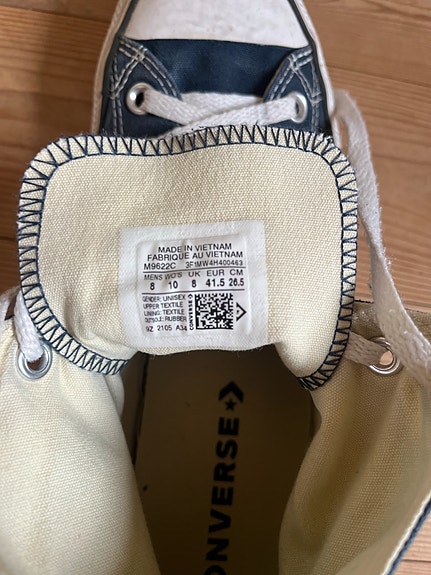 MADE IN VIETNAM
FABRIQUE AU VIETNAM
M9622C 3F1MW4H400463
MENS WO'S UK EUR CM
8 10 8 41.5 26.5
GENDER: UNISEX
UPPER: TEXTILE
LINING: TEXTILE
OUTSOLE: RUBBER
9Z 2105 A34
CONVERSE
CONVERSE